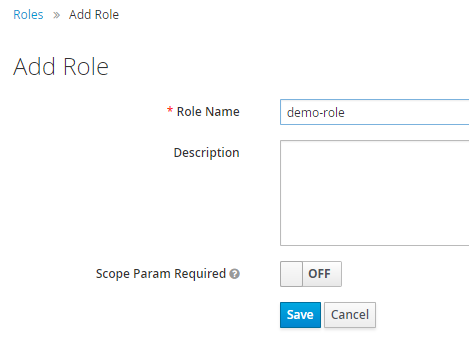 Roles » Add Role
Add Role
* Role Name demo-role
Description
Scope Param Required ? OFF
Save Cancel